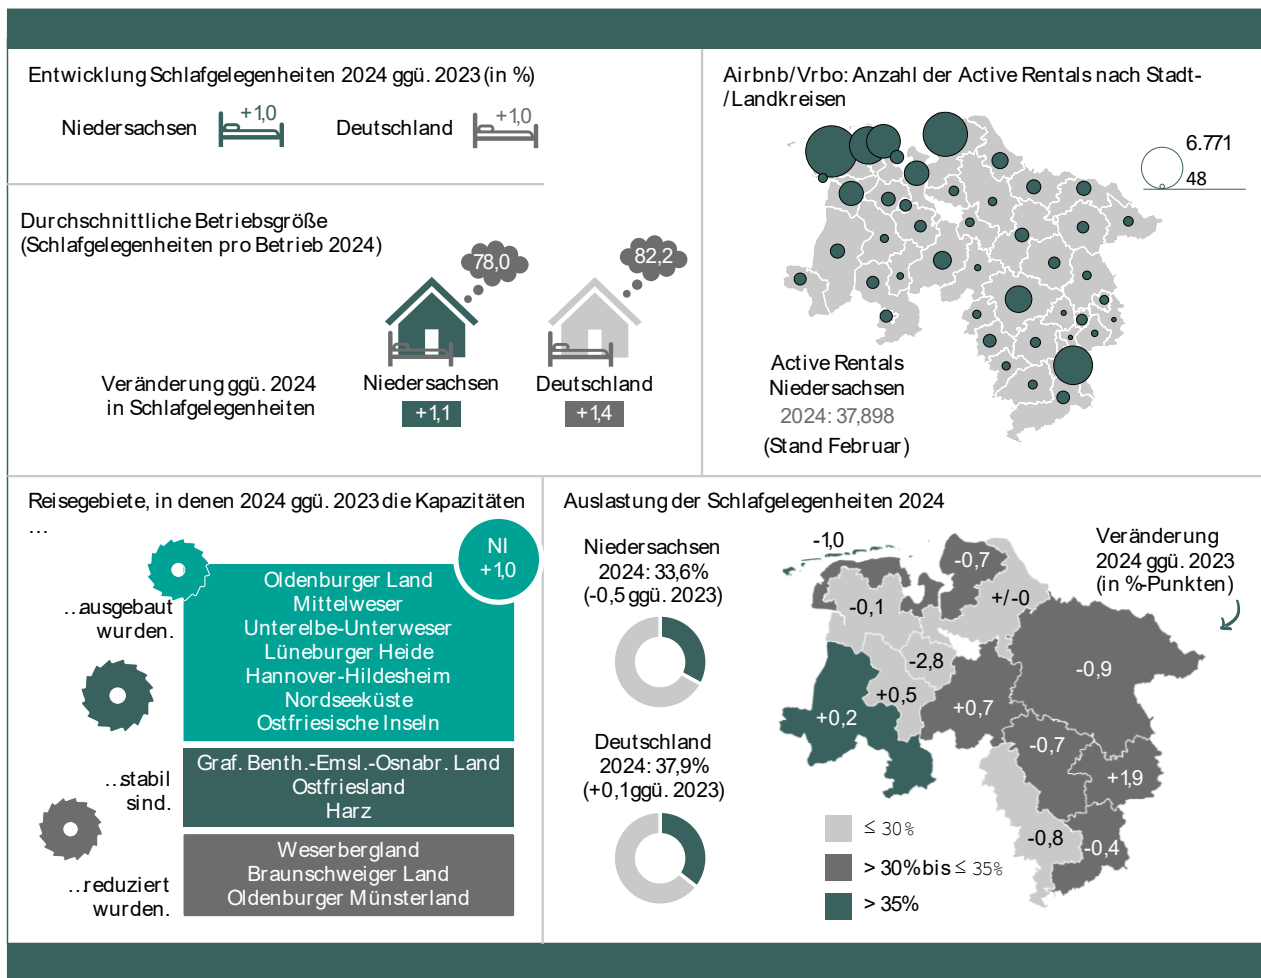 Entwicklung Schlafgelegenheiten 2024 ggü. 2023 (in %)
Niedersachsen
+1,0
Deutschland
+1,0
Durchschnittliche Betriebsgröße
(Schlafgelegenheiten pro Betrieb 2024)
78,0
82,2
Veränderung ggü. 2024
in Schlafgelegenheiten
Niedersachsen
+1,1
Deutschland
+1,4
Airbnb/Vrbo: Anzahl der Active Rentals nach Stadt-
/Landkreisen
6.771
48
Active Rentals
Niedersachsen
2024: 37,898
(Stand Februar)
Reisegebiete, in denen 2024 ggü. 2023 die Kapazitäten
…
NI
+1,0
…ausgebaut
wurden.
Oldenburger Land
Mittelweser
Unterelbe-Unterweser
Lüneburger Heide
Hannover-Hildesheim
Nordseeküste
Ostfriesische Inseln
…stabil
sind.
Graf. Benth.-Emsl.-Osnabr. Land
Ostfriesland
Harz
…reduziert
wurden.
Weserbergland
Braunschweiger Land
Oldenburger Münsterland
Auslastung der Schlafgelegenheiten 2024
Niedersachsen
2024: 33,6%
(-0,5 ggü. 2023)
Deutschland
2024: 37,9%
(+0,1ggü. 2023)
Veränderung
2024 ggü. 2023
(in %-Punkten)
-1,0
-0,7
-0,1
+/-0
-2,8
-0,9
+0,5
+0,2
+0,7
-0,7
+1,9
-0,8
-0,4
≤ 30%
> 30% bis ≤ 35%
> 35%